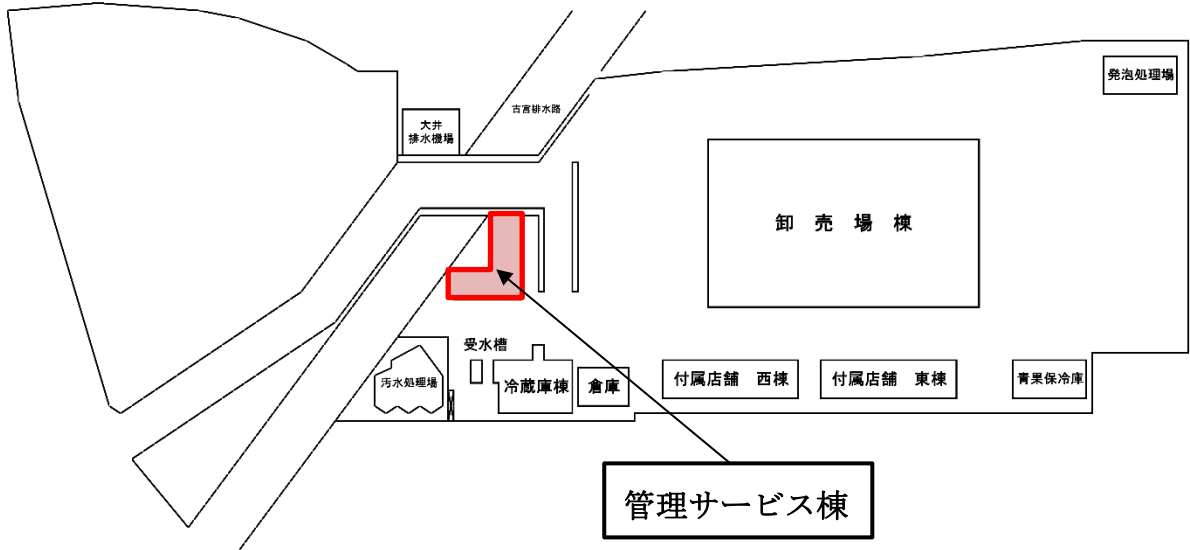 発泡処理場
古宮排水路
大井
排水機場
卸売場棟
受水槽
汚水処理場
冷蔵庫棟
倉庫
付属店舗 西棟
付属店舗 東棟
青果保冷庫
管理サービス棟